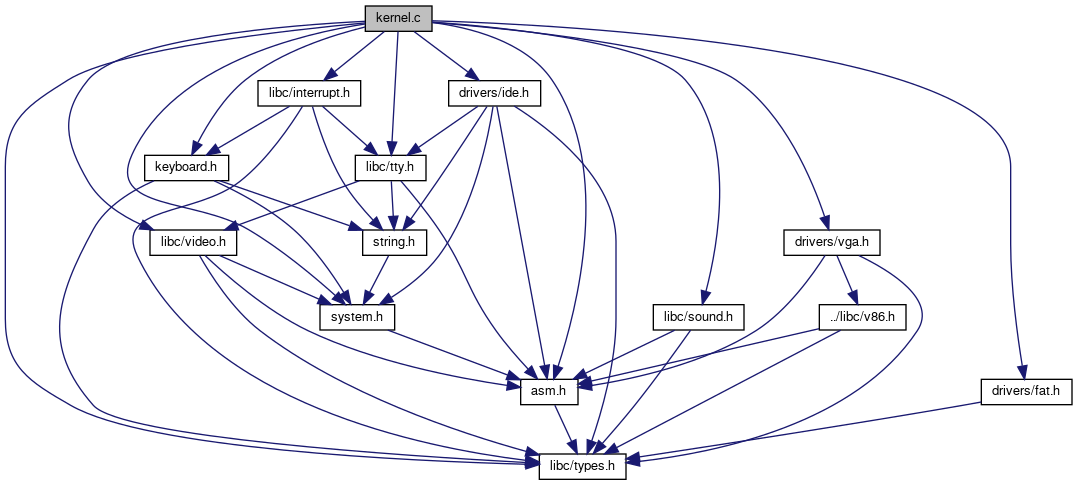 kernel.c
libc/interrupt.h
drivers/ide.h
keyboard.h
libc/tty.h
libc/video.h
string.h
drivers/vga.h
system.h
libc/sound.h
../libc/v86.h
asm.h
drivers/fat.h
libc/types.h